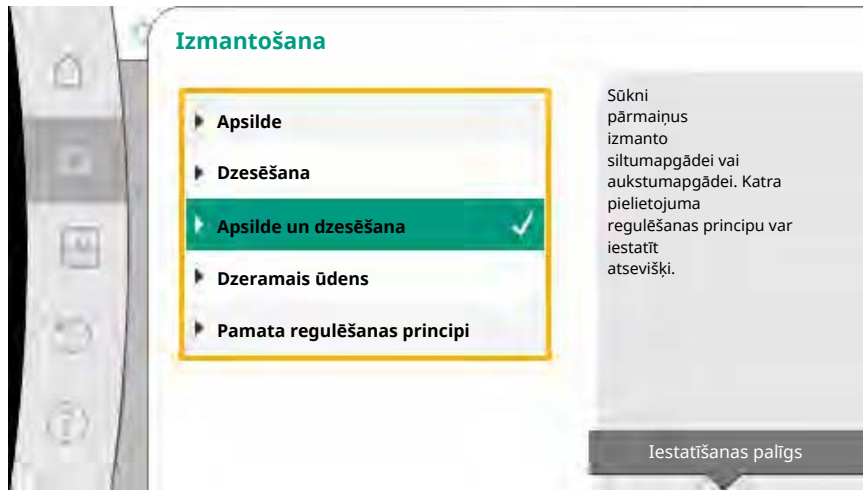 Izmantošana
Apsilde
Dzesēšana
Apsilde un dzesēšana
Dzeramais ūdens
Pamata regulēšanas principi
Sūkni
pārmaiņus
izmanto
siltumapgādei vai
aukstumapgādei. Katra
pielietojuma
regulēšanas principu var
iestatīt
atsevišķi.
Iestatīšanas palīgs